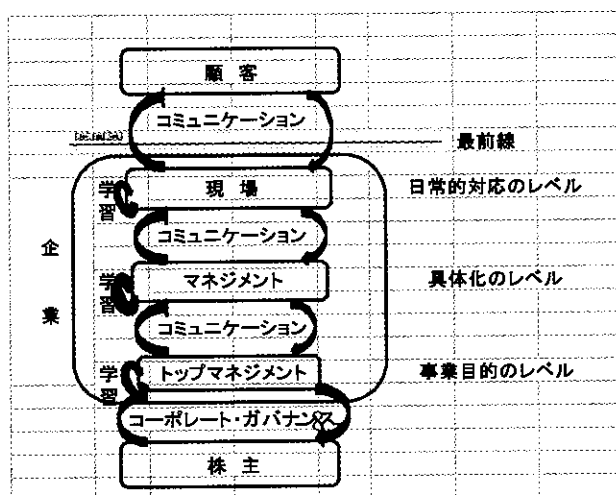 顧 客
コミュニケーション
最前線
学習
現 場
日常的対応のレベル
コミュニケーション
企業
学習
マネジメント
具体化のレベル
コミュニケーション
学習
トップマネジメント
事業目的のレベル
コーポレート・ガバナンス
株 主